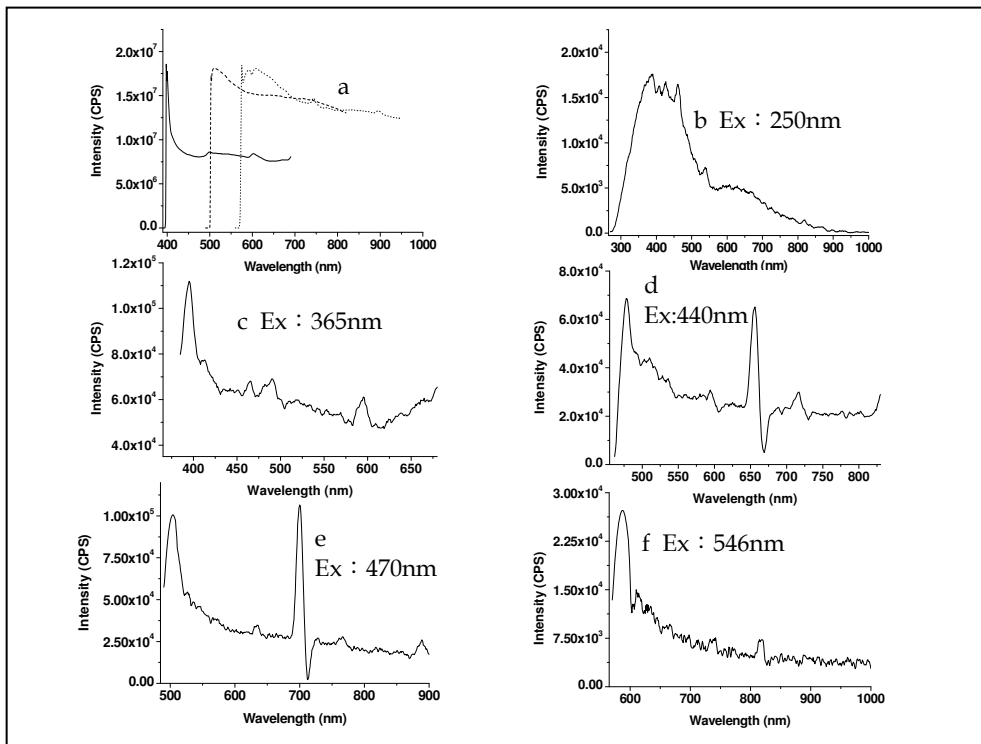 2.0x10⁷
1.5x10⁷
1.0x10⁷
5.0x10⁶
0.0
Intensity (CPS)
a
400 500 600 700 800 900 1000
Wavelength (nm)
2.0x10⁴
1.5x10⁴
1.0x10⁴
5.0x10³
0.0
Intensity (CPS)
b Ex：250nm
300 400 500 600 700 800 900 1000
Wavelength (nm)
1.2x10⁵
1.0x10⁵
8.0x10⁴
6.0x10⁴
4.0x10⁴
Intensity (CPS)
c Ex：365nm
400 450 500 550 600 650
Wavelength (nm)
8.0x10⁴
6.0x10⁴
4.0x10⁴
2.0x10⁴
0.0
Intensity (CPS)
d
Ex:440nm
500 550 600 650 700 750 800
Wavelength (nm)
1.00x10⁵
7.50x10⁴
5.00x10⁴
2.50x10⁴
0.00
Intensity (CPS)
e
Ex：470nm
500 600 700 800 900
Wavelength (nm)
3.00x10⁴
2.25x10⁴
1.50x10⁴
7.50x10³
0.00
Intensity (CPS)
f Ex：546nm
600 700 800 900 1000
Wavelength (nm)